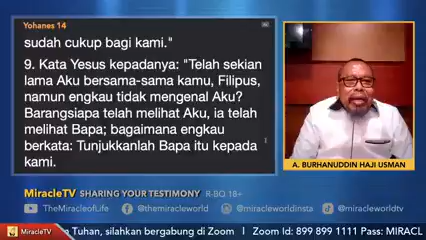 Yohanes 14
sudah cukup bagi kami."
9. Kata Yesus kepadanya: "Telah sekian
lama Aku bersama-sama kamu, Filipus,
namun engkau tidak mengenal Aku?
Barangsiapa telah melihat Aku, ia telah
melihat Bapa; bagaimana engkau
berkata: Tunjukkanlah Bapa itu kepada
kami.
A. BURHANUDDIN HAJI USMAN
MiracleTV SHARING YOUR TESTIMONY R-BO 18+
TheMiracleofLife @themiracleworld @miracleworldinsta @miracleworldtv
MiracleTV
Tuhan, silahkan bergabung di Zoom I Zoom Id: 899 899 1111 Pass: MIRACL